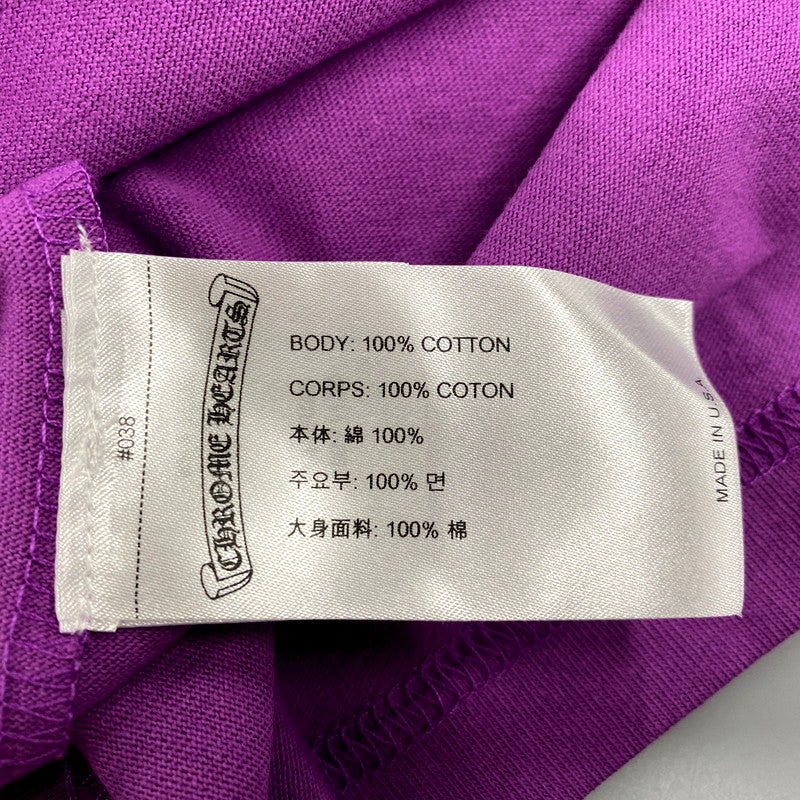 #038
CHROME HEARTS
BODY: 100% COTTON
CORPS: 100% COTON
本体: 綿 100%
주요부: 100% 면
大身面料: 100% 棉
MADE IN USA